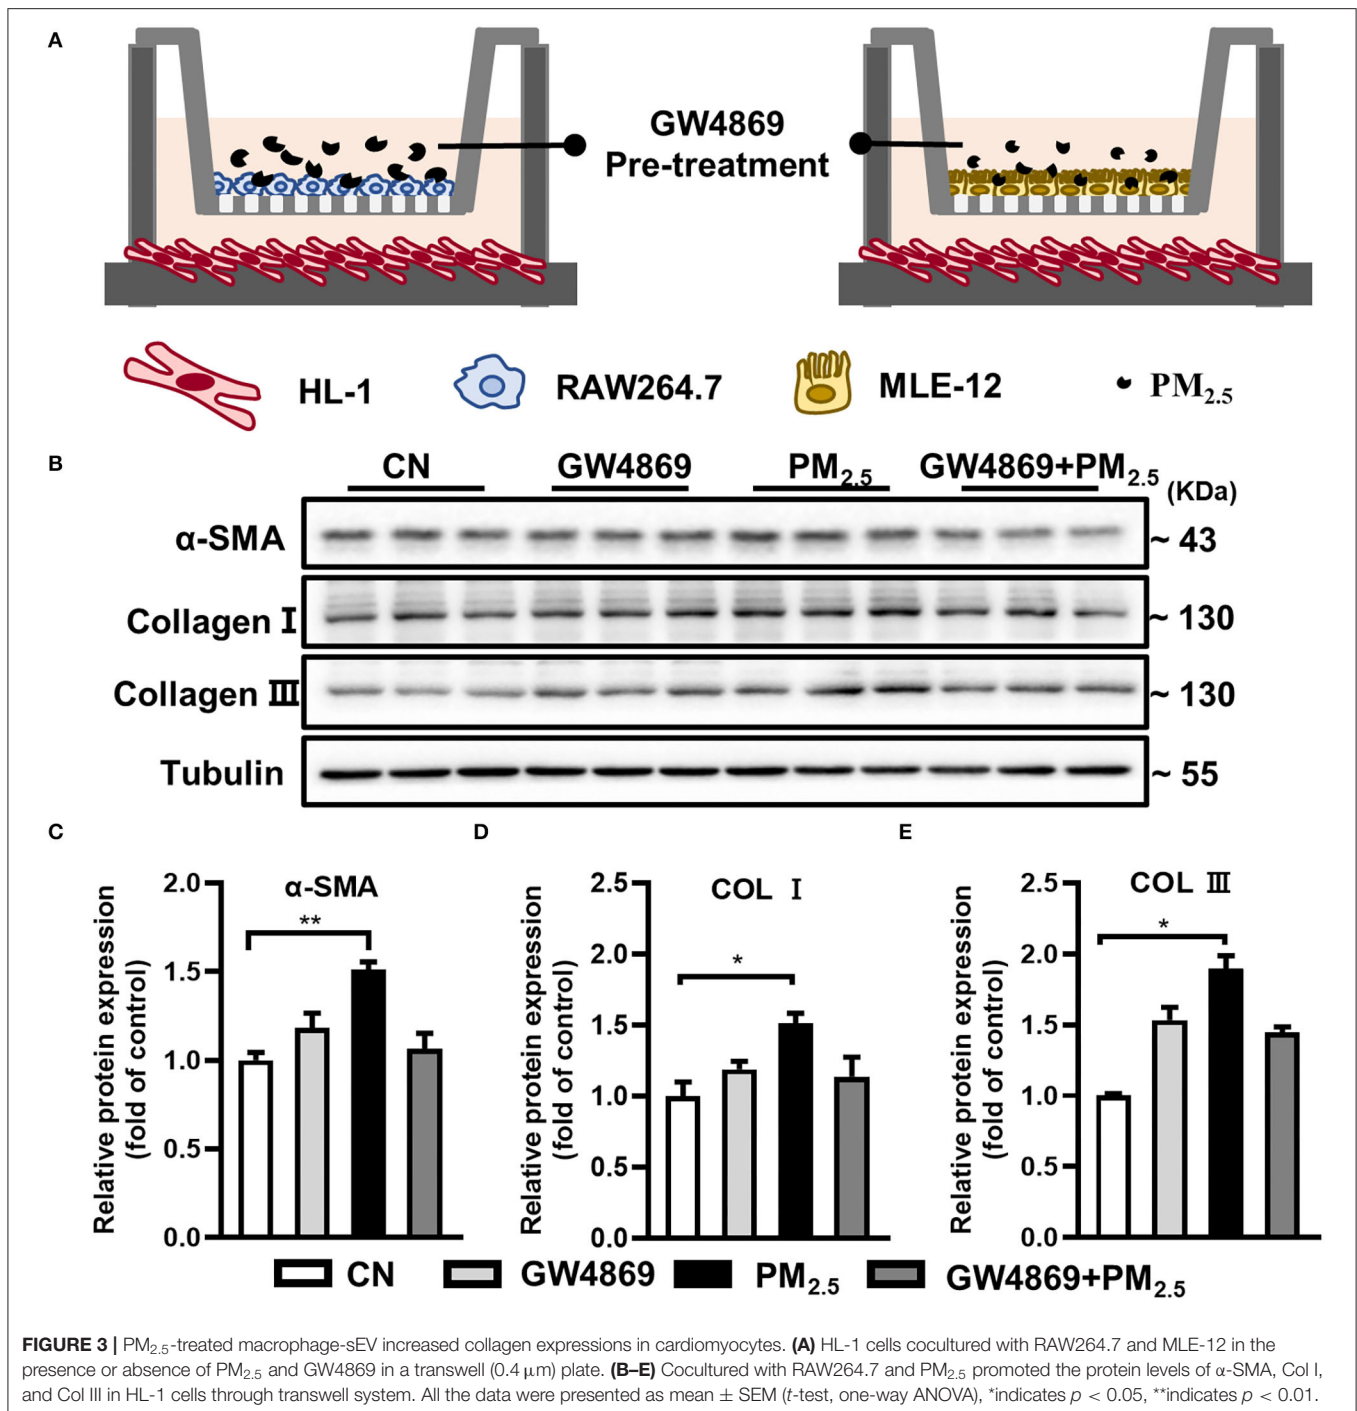 A
GW4869
Pre-treatment
HL-1
RAW264.7
MLE-12
PM2.5
B
CN
GW4869
PM2.5
GW4869+PM2.5
(KDa)
α-SMA
~ 43
Collagen Ⅰ
~ 130
Collagen Ⅲ
~ 130
Tubulin
~ 55
C
α-SMA
Relative protein expression
(fold of control)
2.0
1.5
1.0
0.5
0.0
**
D
COL Ⅰ
Relative protein expression
(fold of control)
2.5
2.0
1.5
1.0
0.5
0.0
*
E
COL Ⅲ
Relative protein expression
(fold of control)
2.5
2.0
1.5
1.0
0.5
0.0
*
CN
GW4869
PM2.5
GW4869+PM2.5
FIGURE 3 | PM2.5-treated macrophage-sEV increased collagen expressions in cardiomyocytes. (A) HL-1 cells cocultured with RAW264.7 and MLE-12 in the
presence or absence of PM2.5 and GW4869 in a transwell (0.4 μm) plate. (B–E) Cocultured with RAW264.7 and PM2.5 promoted the protein levels of α-SMA, Col I,
and Col III in HL-1 cells through transwell system. All the data were presented as mean ± SEM (t-test, one-way ANOVA), *indicates p < 0.05, **indicates p < 0.01.